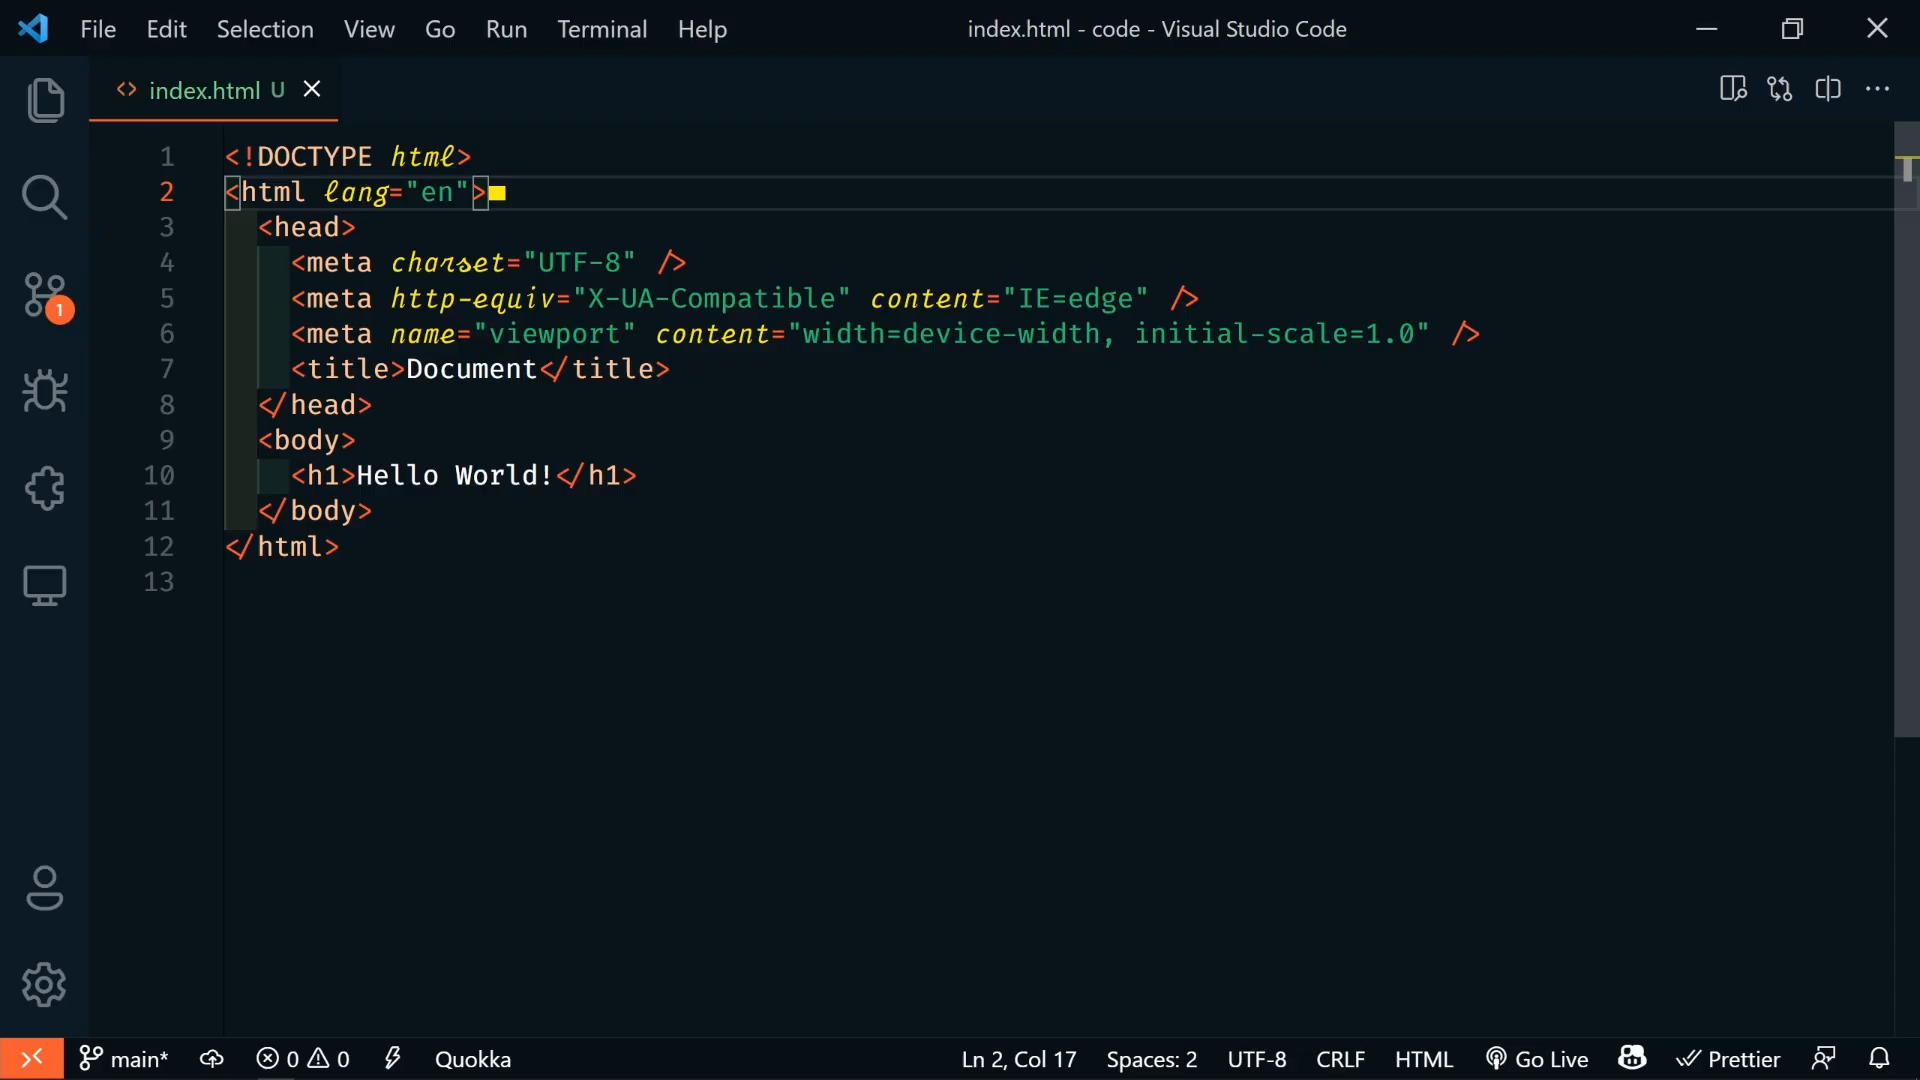 File Edit Selection View Go Run Terminal Help index.html - code - Visual Studio Code
index.html U
1 <!DOCTYPE html>
2 <html lang="en">
3 <head>
4 <meta charset="UTF-8" />
5 <meta http-equiv="X-UA-Compatible" content="IE=edge" />
6 <meta name="viewport" content="width=device-width, initial-scale=1.0" />
7 <title>Document</title>
8 </head>
9 <body>
10 <h1>Hello World!</h1>
11 </body>
12 </html>
13
1
main* 0 0 Quokka Ln 2, Col 17 Spaces: 2 UTF-8 CRLF HTML Go Live Prettier